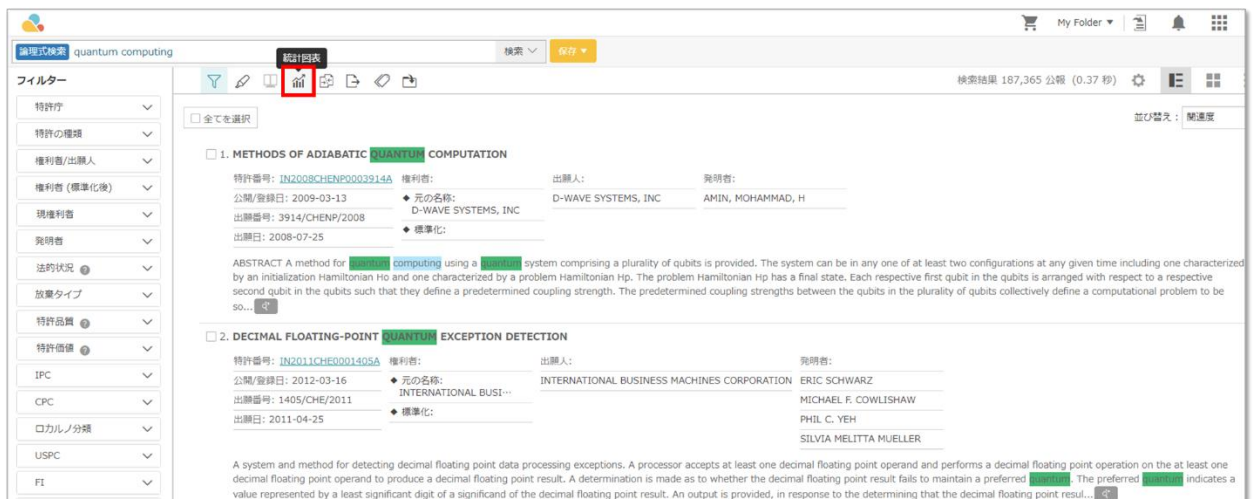 My Folder ▼
論理式検索 quantum computing
検索
保存 ▼
統計図表
フィルター
検索結果 187,365 公報 (0.37 秒)
特許庁
特許の種類
権利者/出願人
権利者 (標準化後)
現権利者
発明者
法的状況
放棄タイプ
特許品質
特許価値
IPC
CPC
ロカルノ分類
USPC
FI
全てを選択
並び替え： 関連度
1. METHODS OF ADIABATIC QUANTUM COMPUTATION
特許番号: IN2008CHENP0003914A 権利者: 出願人: 発明者:
公開/登録日: 2009-03-13 ◆ 元の名称: D-WAVE SYSTEMS, INC AMIN, MOHAMMAD, H
D-WAVE SYSTEMS, INC
出願番号: 3914/CHENP/2008
◆ 標準化:
出願日: 2008-07-25
ABSTRACT A method for quantum computing using a quantum system comprising a plurality of qubits is provided. The system can be in any one of at least two configurations at any given time including one characterized
by an initialization Hamiltonian Ho and one characterized by a problem Hamiltonian Hp. The problem Hamiltonian Hp has a final state. Each respective first qubit in the qubits is arranged with respect to a respective
second qubit in the qubits such that they define a predetermined coupling strength. The predetermined coupling strengths between the qubits in the plurality of qubits collectively define a computational problem to be
so...
2. DECIMAL FLOATING-POINT QUANTUM EXCEPTION DETECTION
特許番号: IN2011CHE0001405A 権利者: 出願人: 発明者:
公開/登録日: 2012-03-16 ◆ 元の名称: INTERNATIONAL BUSINESS MACHINES CORPORATION ERIC SCHWARZ
INTERNATIONAL BUSI…
出願番号: 1405/CHE/2011 MICHAEL F. COWLISHAW
◆ 標準化:
出願日: 2011-04-25 PHIL C. YEH
SILVIA MELITTA MUELLER
A system and method for detecting decimal floating point data processing exceptions. A processor accepts at least one decimal floating point operand and performs a decimal floating point operation on the at least one
decimal floating point operand to produce a decimal floating point result. A determination is made as to whether the decimal floating point result fails to maintain a preferred quantum. The preferred quantum indicates a
value represented by a least significant digit of a significand of the decimal floating point result. An output is provided, in response to the determining that the decimal floating point resul...